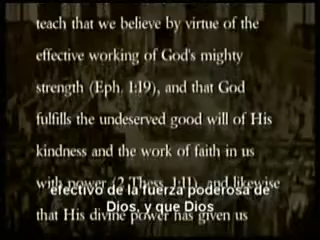 teach that we believe by virtue of the
effective working of God's mighty
strength (Eph. 1:19), and that God
fulfills the undeserved good will of His
kindness and the work of faith in us
with power (2 Thess. 1:11), and likewise
efectivo de la fuerza poderosa de
Dios, y que Dios
that His divine power has given us